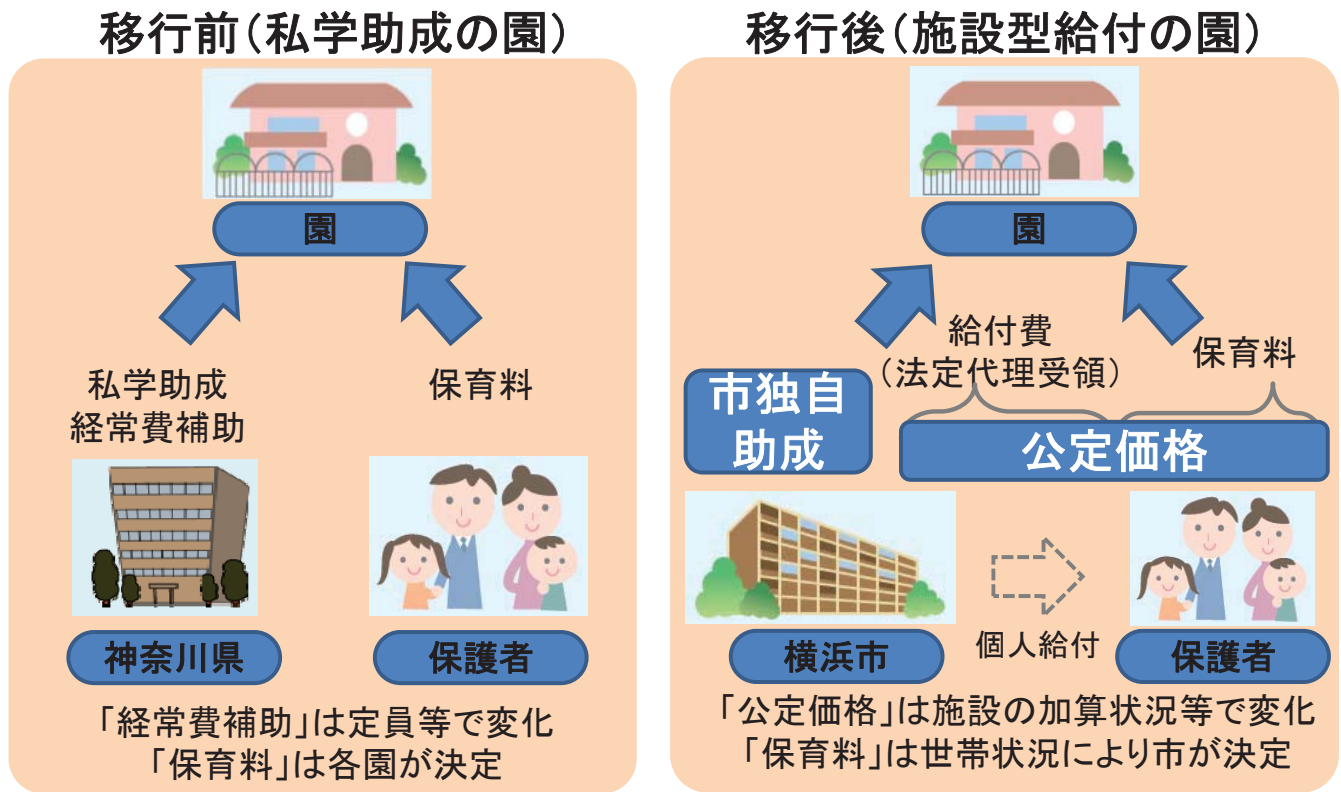 移行前(私学助成の園)
園
私学助成
経常費補助
保育料
神奈川県
保護者
「経常費補助」は定員等で変化
「保育料」は各園が決定
移行後(施設型給付の園)
園
給付費
(法定代理受領)
保育料
市独自
助成
公定価格
横浜市
個人給付
保護者
「公定価格」は施設の加算状況等で変化
「保育料」は世帯状況により市が決定